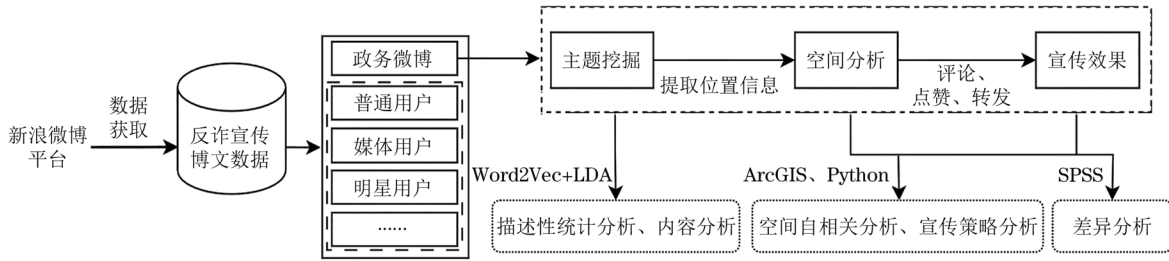 新浪微博
平台
数据
获取
反诈宣传
博文数据
政务微博
普通用户
媒体用户
明星用户
……
主题挖掘
提取位置信息
空间分析
评论、
点赞、转发
宣传效果
Word2Vec+LDA
ArcGIS、Python
SPSS
描述性统计分析、内容分析
空间自相关分析、宣传策略分析
差异分析